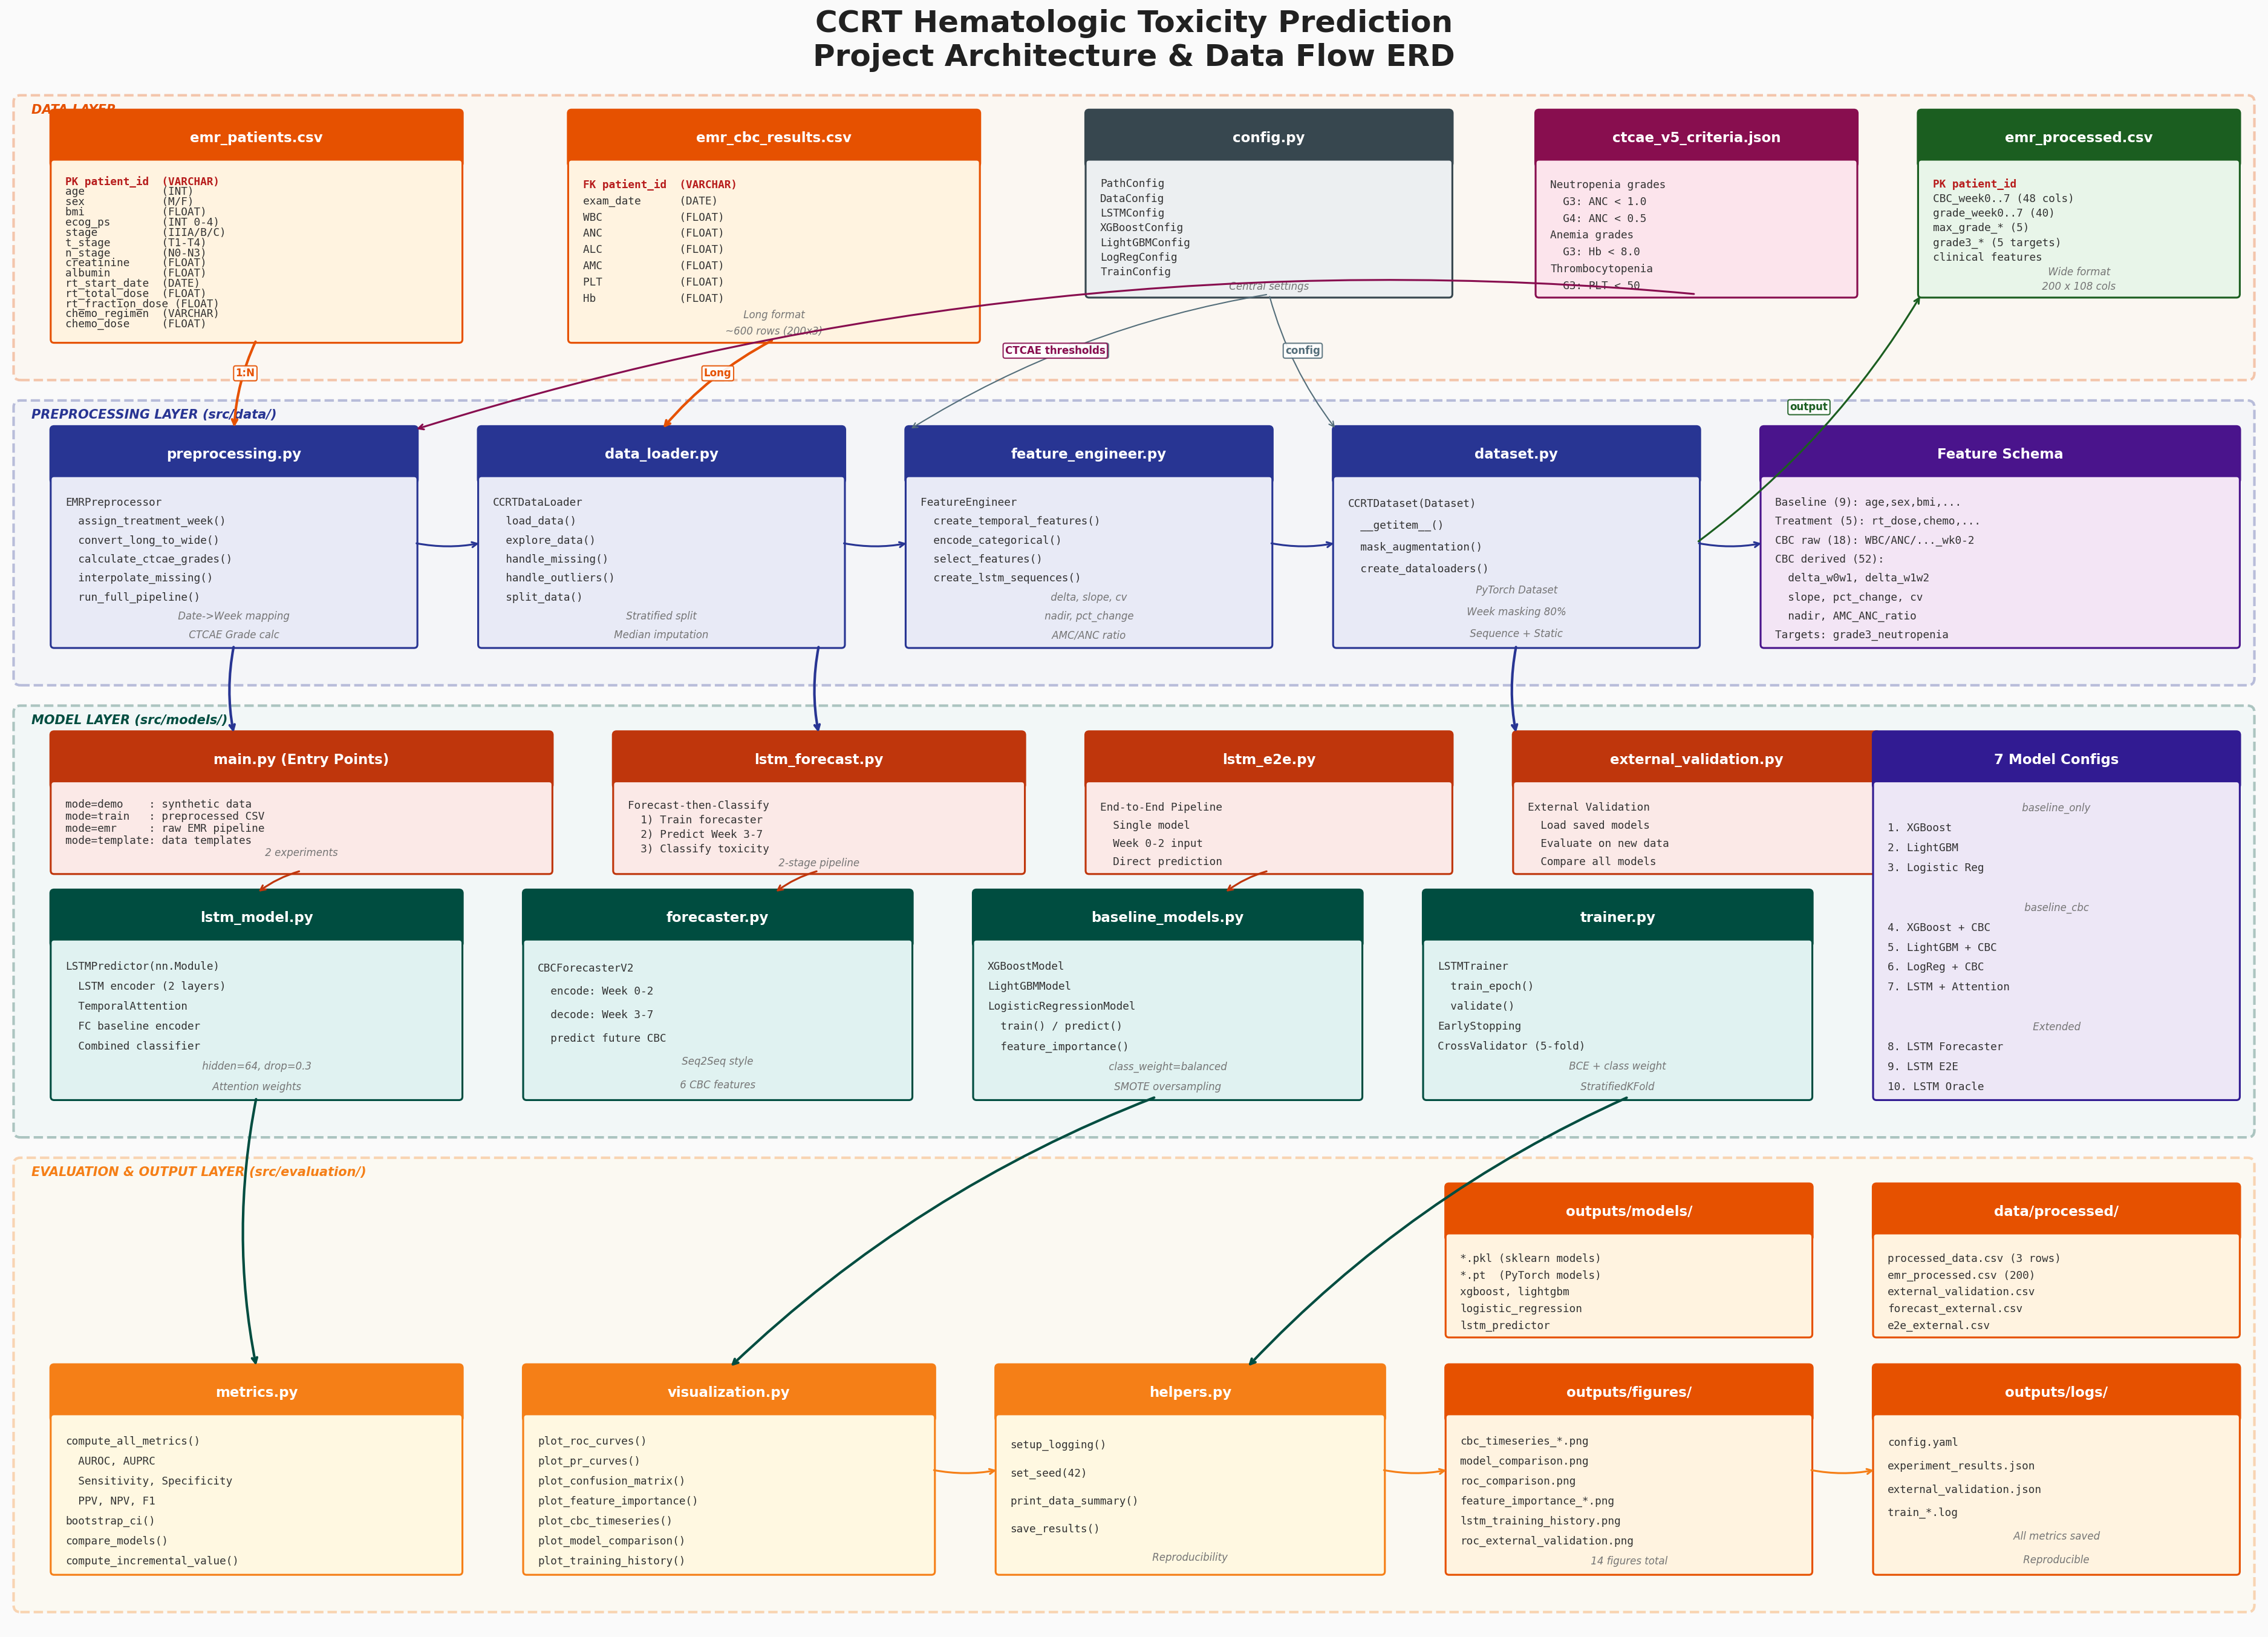 CCRT Hematologic Toxicity Prediction
Project Architecture & Data Flow ERD
DATA LAYER
emr_patients.csv
PK patient_id (VARCHAR)
age (INT)
sex (M/F)
bmi (FLOAT)
ecog_ps (INT 0-4)
stage (IIIA/B/C)
t_stage (T1-T4)
n_stage (N0-N3)
creatinine (FLOAT)
albumin (FLOAT)
rt_start_date (DATE)
rt_total_dose (FLOAT)
rt_fraction_dose (FLOAT)
chemo_regimen (VARCHAR)
chemo_dose (FLOAT)
emr_cbc_results.csv
FK patient_id (VARCHAR)
exam_date (DATE)
WBC (FLOAT)
ANC (FLOAT)
ALC (FLOAT)
AMC (FLOAT)
PLT (FLOAT)
Hb (FLOAT)
Long format
~600 rows (200x3)
config.py
PathConfig
DataConfig
LSTMConfig
XGBoostConfig
LightGBMConfig
LogRegConfig
TrainConfig
Central settings
ctcae_v5_criteria.json
Neutropenia grades
G3: ANC < 1.0
G4: ANC < 0.5
Anemia grades
G3: Hb < 8.0
Thrombocytopenia
G3: PLT < 50
emr_processed.csv
PK patient_id
CBC_week0..7 (48 cols)
grade_week0..7 (40)
max_grade_* (5)
grade3_* (5 targets)
clinical features
Wide format
200 x 108 cols
1:N
Long
CTCAE thresholds
config
output
PREPROCESSING LAYER (src/data/)
preprocessing.py
EMRPreprocessor
assign_treatment_week()
convert_long_to_wide()
calculate_ctcae_grades()
interpolate_missing()
run_full_pipeline()
Date->Week mapping
CTCAE Grade calc
data_loader.py
CCRTDataLoader
load_data()
explore_data()
handle_missing()
handle_outliers()
split_data()
Stratified split
Median imputation
feature_engineer.py
FeatureEngineer
create_temporal_features()
encode_categorical()
select_features()
create_lstm_sequences()
delta, slope, cv
nadir, pct_change
AMC/ANC ratio
dataset.py
CCRTDataset(Dataset)
__getitem__()
mask_augmentation()
create_dataloaders()
PyTorch Dataset
Week masking 80%
Sequence + Static
Feature Schema
Baseline (9): age,sex,bmi,...
Treatment (5): rt_dose,chemo,...
CBC raw (18): WBC/ANC/..._wk0-2
CBC derived (52):
delta_w0w1, delta_w1w2
slope, pct_change, cv
nadir, AMC_ANC_ratio
Targets: grade3_neutropenia
MODEL LAYER (src/models/)
main.py (Entry Points)
mode=demo : synthetic data
mode=train : preprocessed CSV
mode=emr : raw EMR pipeline
mode=template: data templates
2 experiments
lstm_forecast.py
Forecast-then-Classify
1) Train forecaster
2) Predict Week 3-7
3) Classify toxicity
2-stage pipeline
lstm_e2e.py
End-to-End Pipeline
Single model
Week 0-2 input
Direct prediction
external_validation.py
External Validation
Load saved models
Evaluate on new data
Compare all models
7 Model Configs
baseline_only
1. XGBoost
2. LightGBM
3. Logistic Reg
baseline_cbc
4. XGBoost + CBC
5. LightGBM + CBC
6. LogReg + CBC
7. LSTM + Attention
Extended
8. LSTM Forecaster
9. LSTM E2E
10. LSTM Oracle
lstm_model.py
LSTMPredictor(nn.Module)
LSTM encoder (2 layers)
TemporalAttention
FC baseline encoder
Combined classifier
hidden=64, drop=0.3
Attention weights
forecaster.py
CBCForecasterV2
encode: Week 0-2
decode: Week 3-7
predict future CBC
Seq2Seq style
6 CBC features
baseline_models.py
XGBoostModel
LightGBMModel
LogisticRegressionModel
train() / predict()
feature_importance()
class_weight=balanced
SMOTE oversampling
trainer.py
LSTMTrainer
train_epoch()
validate()
EarlyStopping
CrossValidator (5-fold)
BCE + class weight
StratifiedKFold
EVALUATION & OUTPUT LAYER (src/evaluation/)
outputs/models/
*.pkl (sklearn models)
*.pt (PyTorch models)
xgboost, lightgbm
logistic_regression
lstm_predictor
data/processed/
processed_data.csv (3 rows)
emr_processed.csv (200)
external_validation.csv
forecast_external.csv
e2e_external.csv
metrics.py
compute_all_metrics()
AUROC, AUPRC
Sensitivity, Specificity
PPV, NPV, F1
bootstrap_ci()
compare_models()
compute_incremental_value()
visualization.py
plot_roc_curves()
plot_pr_curves()
plot_confusion_matrix()
plot_feature_importance()
plot_cbc_timeseries()
plot_model_comparison()
plot_training_history()
helpers.py
setup_logging()
set_seed(42)
print_data_summary()
save_results()
Reproducibility
outputs/figures/
cbc_timeseries_*.png
model_comparison.png
roc_comparison.png
feature_importance_*.png
lstm_training_history.png
roc_external_validation.png
14 figures total
outputs/logs/
config.yaml
experiment_results.json
external_validation.json
train_*.log
All metrics saved
Reproducible